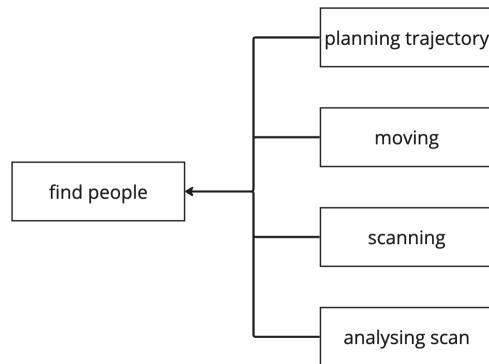 planning trajectory
moving
find people
scanning
analysing scan